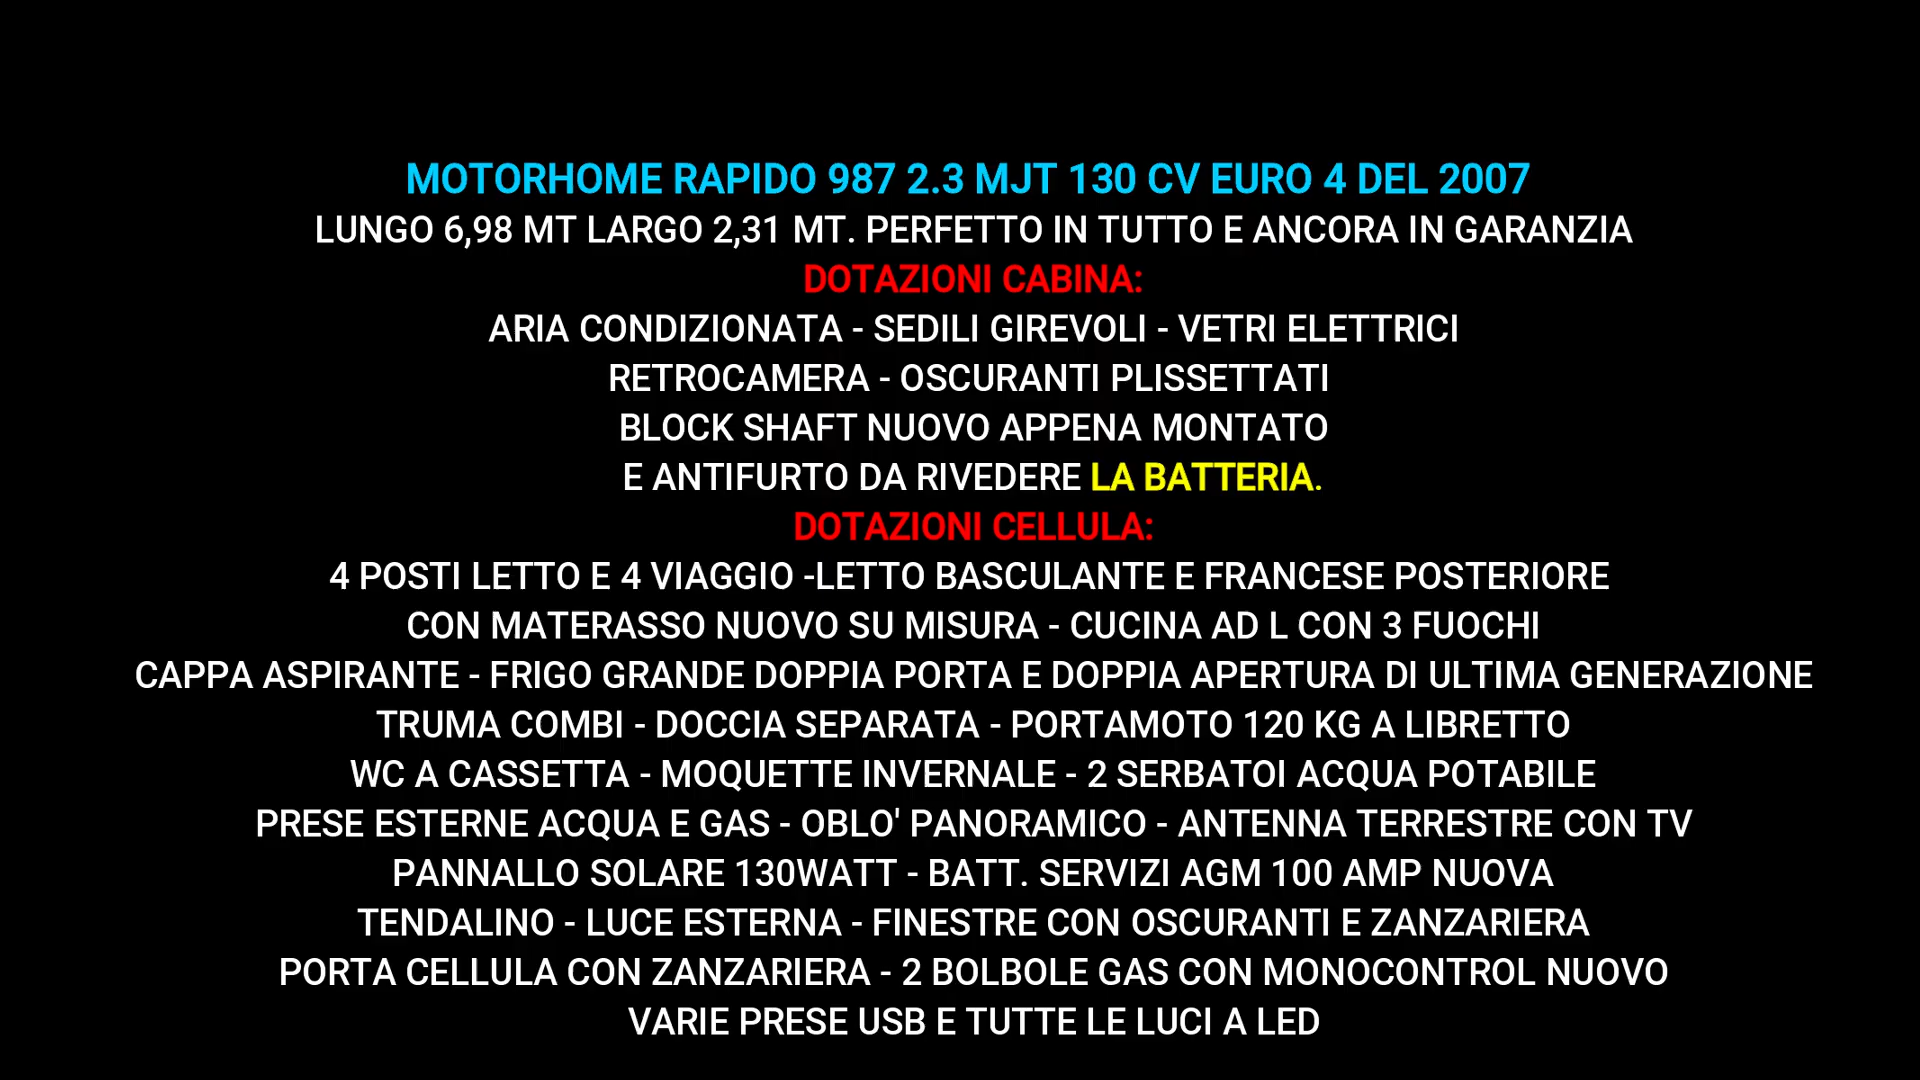 MOTORHOME RAPIDO 987 2.3 MJT 130 CV EURO 4 DEL 2007
LUNGO 6,98 MT LARGO 2,31 MT. PERFETTO IN TUTTO E ANCORA IN GARANZIA
DOTAZIONI CABINA:
ARIA CONDIZIONATA - SEDILI GIREVOLI - VETRI ELETTRICI
RETROCAMERA - OSCURANTI PLISSETTATI
BLOCK SHAFT NUOVO APPENA MONTATO
E ANTIFURTO DA RIVEDERE LA BATTERIA.
DOTAZIONI CELLULA:
4 POSTI LETTO E 4 VIAGGIO -LETTO BASCULANTE E FRANCESE POSTERIORE
CON MATERASSO NUOVO SU MISURA - CUCINA AD L CON 3 FUOCHI
CAPPA ASPIRANTE - FRIGO GRANDE DOPPIA PORTA E DOPPIA APERTURA DI ULTIMA GENERAZIONE
TRUMA COMBI - DOCCIA SEPARATA - PORTAMOTO 120 KG A LIBRETTO
WC A CASSETTA - MOQUETTE INVERNALE - 2 SERBATOI ACQUA POTABILE
PRESE ESTERNE ACQUA E GAS - OBLO' PANORAMICO - ANTENNA TERRESTRE CON TV
PANNALLO SOLARE 130WATT - BATT. SERVIZI AGM 100 AMP NUOVA
TENDALINO - LUCE ESTERNA - FINESTRE CON OSCURANTI E ZANZARIERA
PORTA CELLULA CON ZANZARIERA - 2 BOLBOLE GAS CON MONOCONTROL NUOVO
VARIE PRESE USB E TUTTE LE LUCI A LED